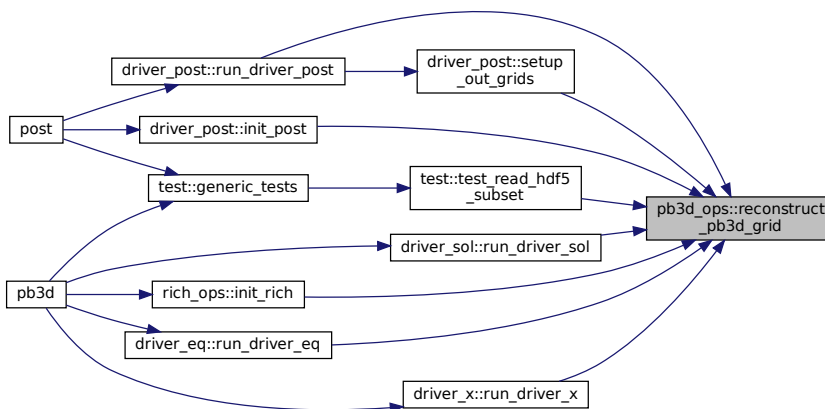 driver_post::run_driver_post
driver_post::setup
_out_grids
post
driver_post::init_post
test::generic_tests
test::test_read_hdf5
_subset
pb3d_ops::reconstruct
_pb3d_grid
driver_sol::run_driver_sol
pb3d
rich_ops::init_rich
driver_eq::run_driver_eq
driver_x::run_driver_x